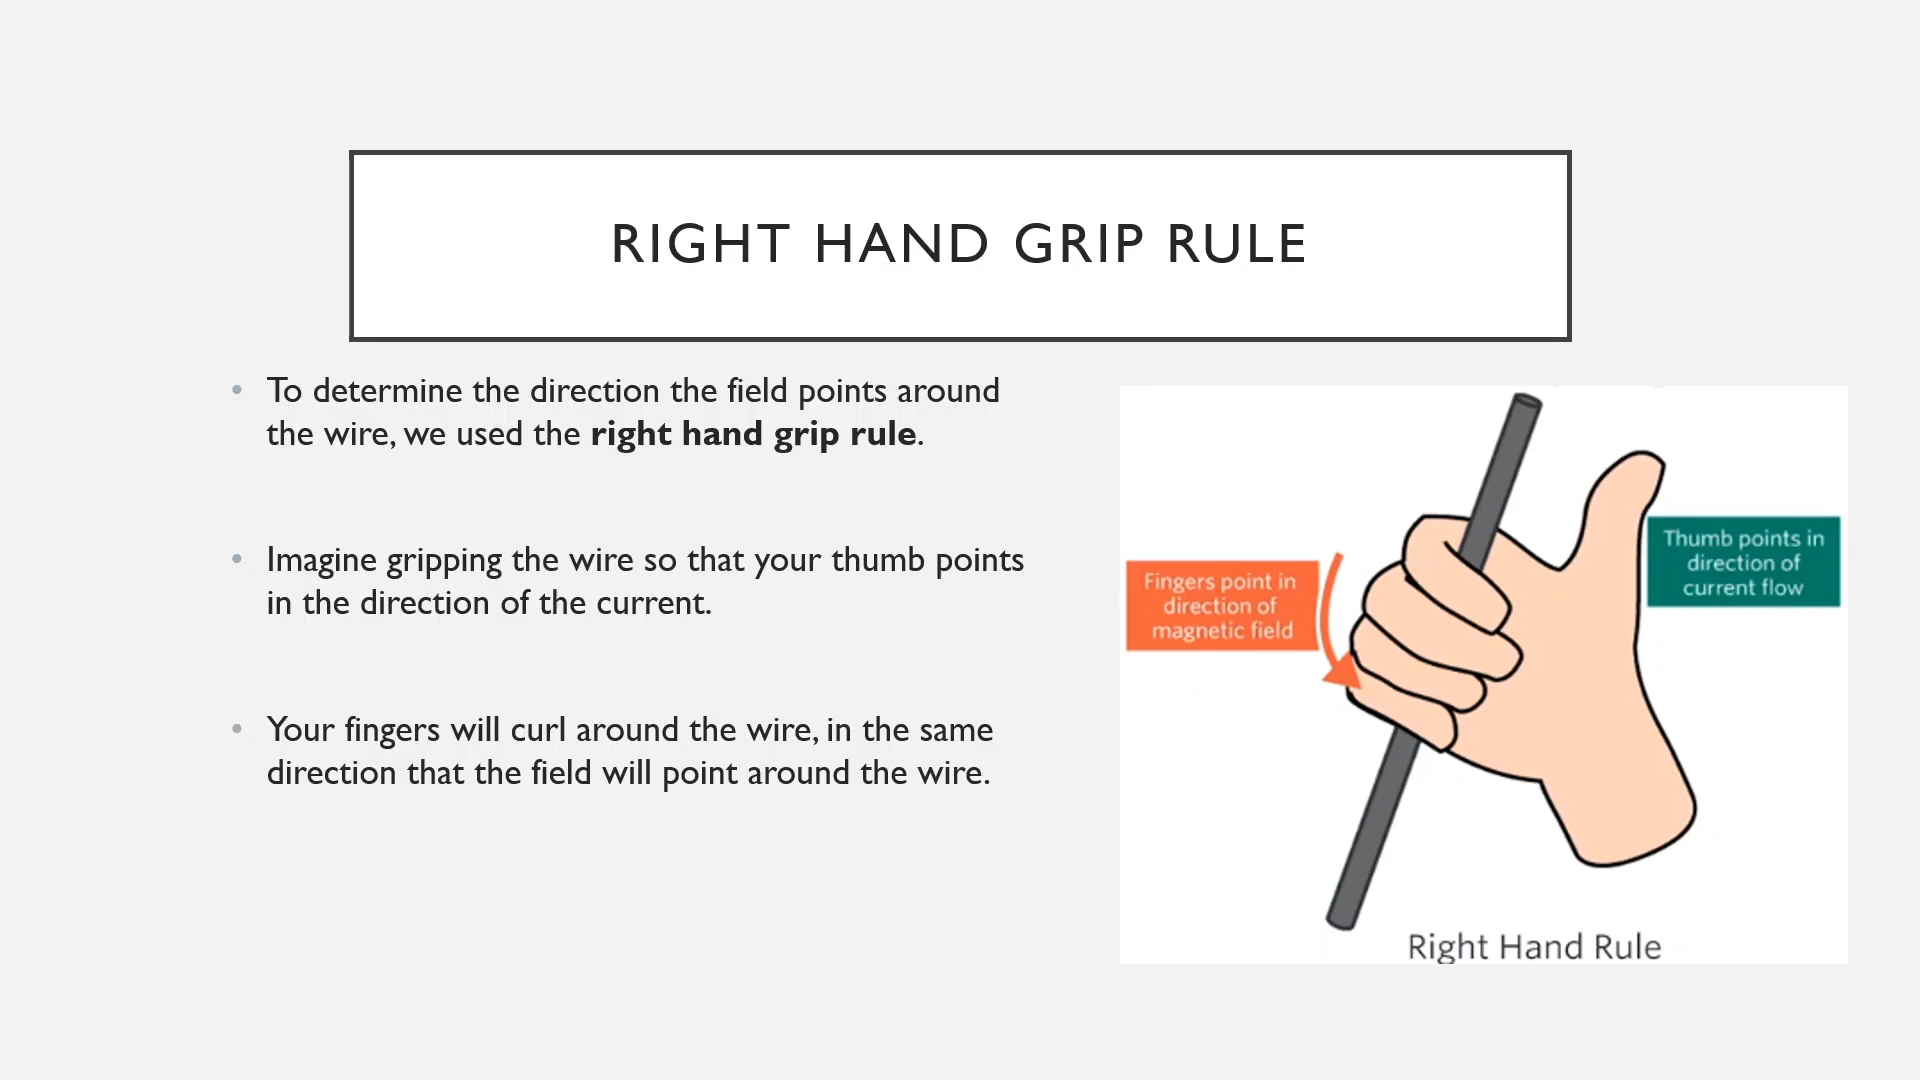 RIGHT HAND GRIP RULE
• To determine the direction the field points around
the wire, we used the right hand grip rule.
• Imagine gripping the wire so that your thumb points
in the direction of the current.
• Your fingers will curl around the wire, in the same
direction that the field will point around the wire.
Fingers point in
direction of
magnetic field
Thumb points in
direction of
current flow
Right Hand Rule